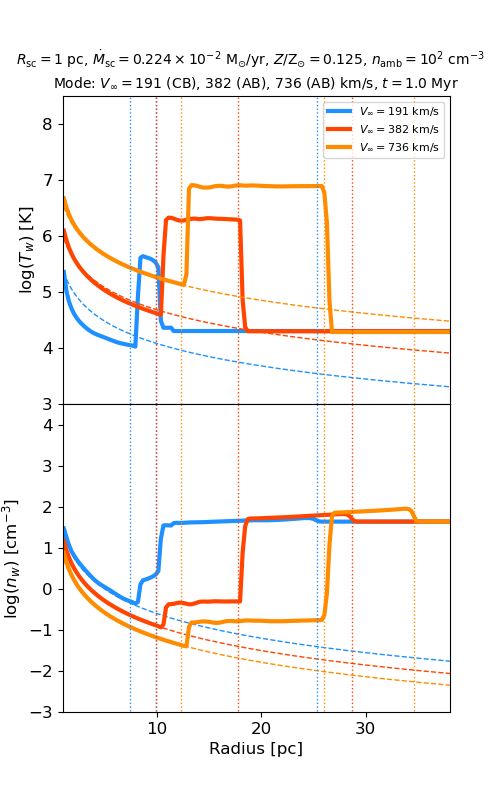 R_sc = 1 pc, Ṁ_sc = 0.224 × 10⁻² M_⊙/yr, Z/Z_⊙ = 0.125, n_amb = 10² cm⁻³
Mode: V_∞ = 191 (CB), 382 (AB), 736 (AB) km/s, t = 1.0 Myr
V_∞ = 191 km/s
V_∞ = 382 km/s
V_∞ = 736 km/s
log(T_w) [K]
8
7
6
5
4
3
log(n_w) [cm⁻³]
4
3
2
1
0
−1
−2
−3
10 20 30
Radius [pc]